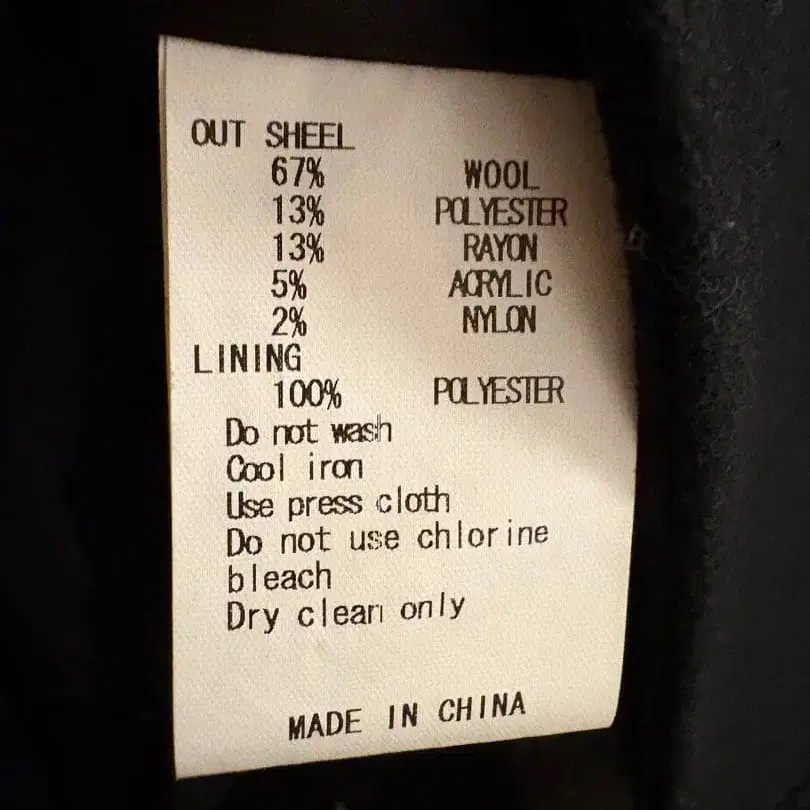 OUT SHEEL
67% WOOL
13% POLYESTER
13% RAYON
5% ACRYLIC
2% NYLON
LINING
100% POLYESTER
Do not wash
Cool iron
Use press cloth
Do not use chlorine
bleach
Dry clean only
MADE IN CHINA